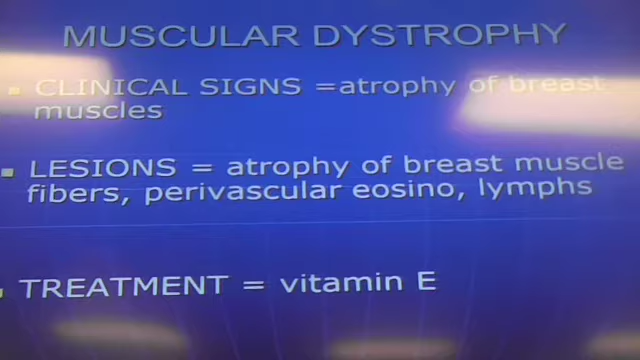 MUSCULAR DYSTROPHY
CLINICAL SIGNS =atrophy of breast
muscles
LESIONS = atrophy of breast muscle
fibers, perivascular eosino, lymphs
TREATMENT = vitamin E